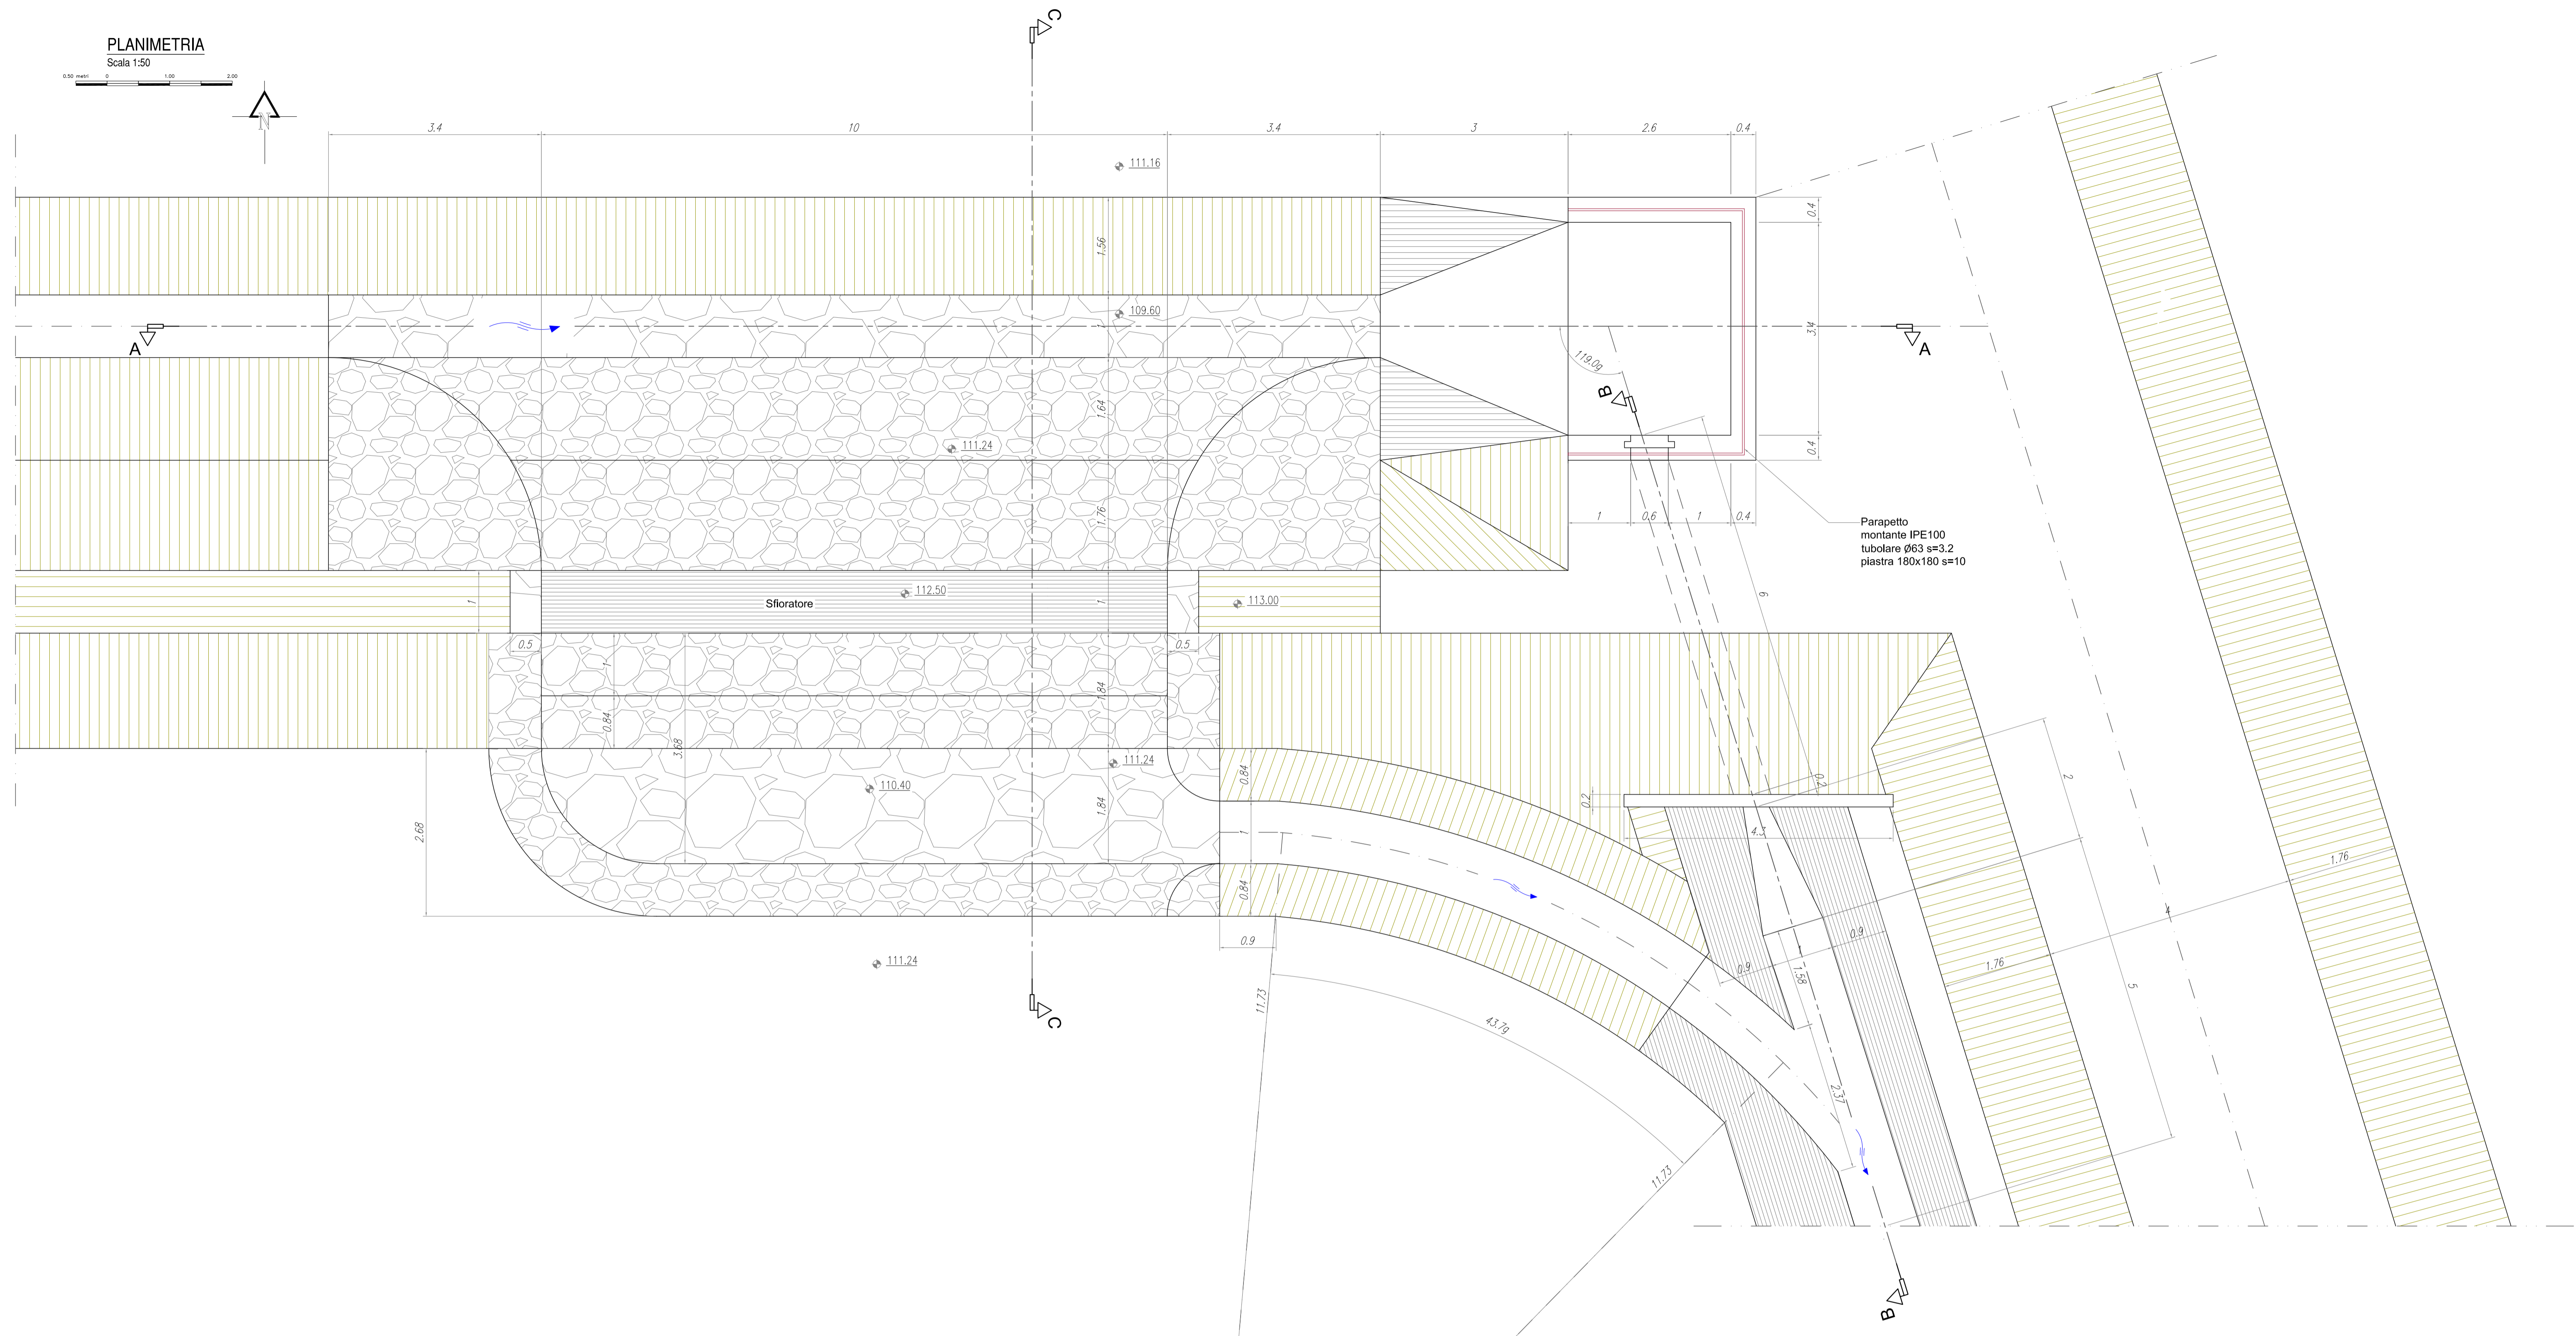 PLANIMETRIA
Scala 1:50
0.50 metri 0 1.00 2.00
N
C
3.4 10 3.4 3 2.6 0.4
111.16
0.4
1.56
109.60
1
A
A
3.4
119.0g
B
1.64
111.24
0.4
1.76
1 0.6 1 0.4
Parapetto
montante IPE100
tubolare Ø63 s=3.2
piastra 180x180 s=10
6
112.50
Sfioratore
113.00
1
1
0.5
0.5
1
1.84
0.84
3.68
111.24
110.40
0.84
0.2
0.2
2
1.84
2.68
1
4.3
1.76
0.84
4
0.9
0.9
0.9
1
1.58
1.76
5
111.24
11.73
C
43.7g
2.37
11.73
B